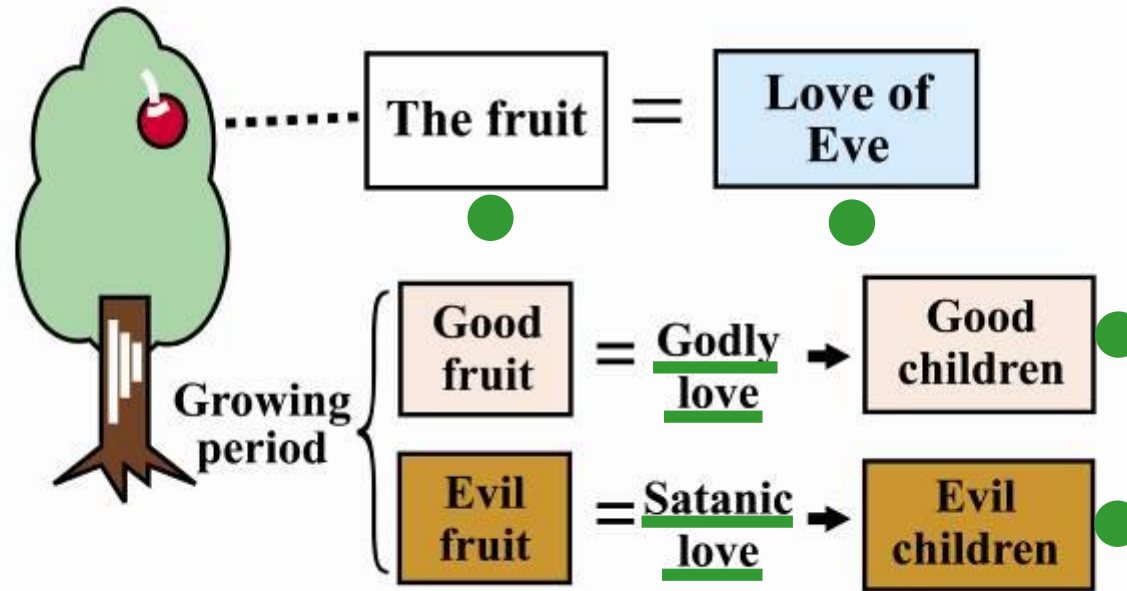 The fruit = Love of
Eve
Growing
period
Good
fruit = Godly
love → Good
children
Evil
fruit = Satanic
love → Evil
children